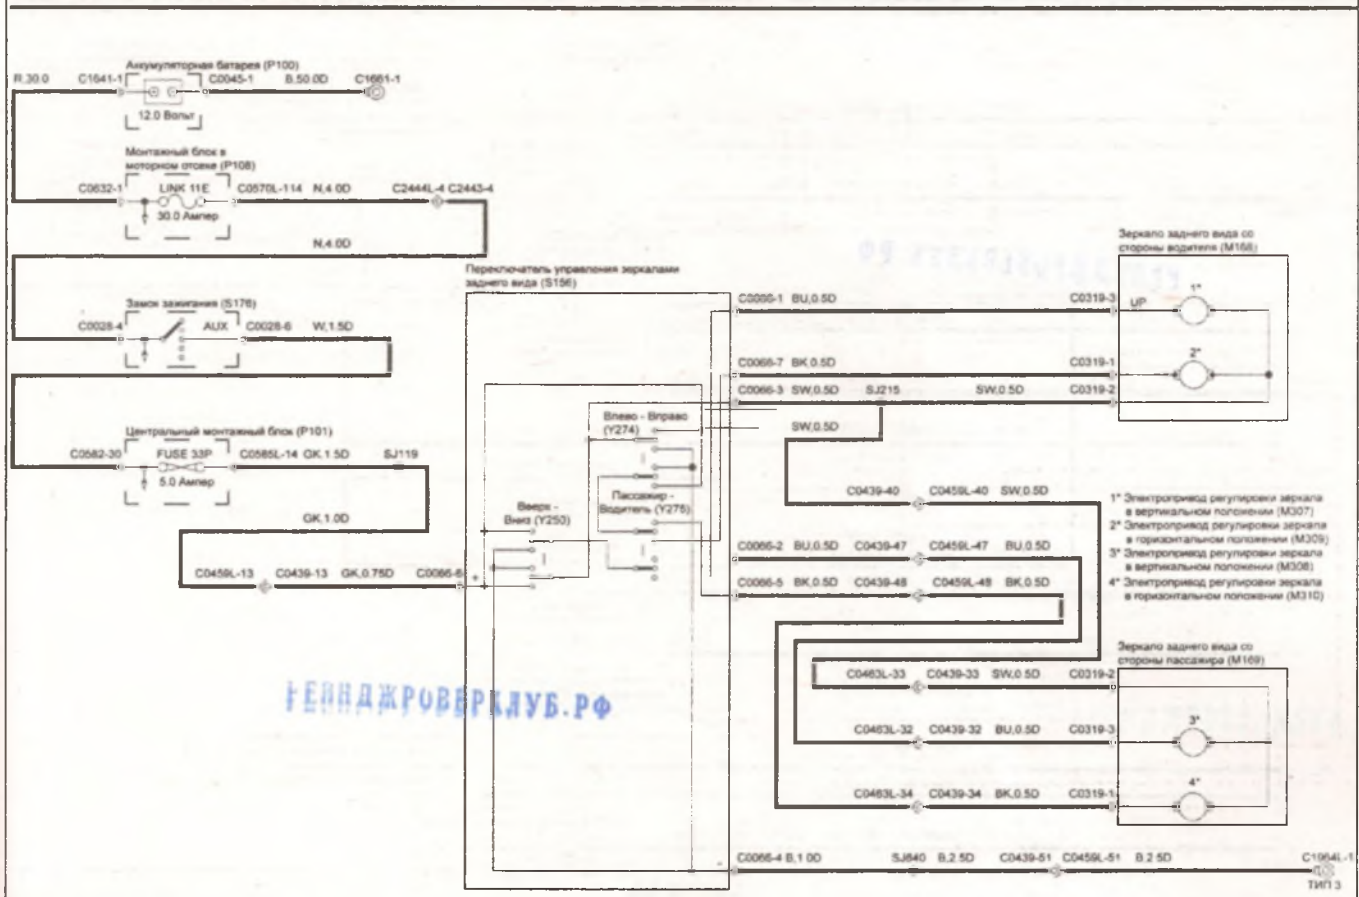 Аккумуляторная батарея (P100)
R.30.0 C1641-1 C0045-1 B.50.0D C1661-1
12.0 Вольт
Монтажный блок в
моторном отсеке (P108)
C0632-1 LINK 11E C0570L-114 N,4.0D C2444L-4 C2443-4
30.0 Ампер
N,4.0D
Замок зажигания (S176)
C0028-4 AUX C0028-6 W,1.5D
Центральный монтажный блок (P101)
C0582-30 FUSE 33P C0585L-14 GK,1.5D SJ119
5.0 Ампер
GK,1.0D
C0459L-13 C0439-13 GK,0.75D C0066-6
Переключатель управления зеркалами
заднего вида (S156)
Влево - Вправо
(Y274)
Пассажир -
Водитель (Y276)
Вверх -
Вниз (Y250)
Зеркало заднего вида со
стороны водителя (M168)
C0066-1 BU,0.5D C0319-3 UP 1*
C0066-7 BK,0.5D C0319-1 2*
C0066-3 SW,0.5D SJ215 SW,0.5D C0319-2
SW,0.5D
C0439-40 C0459L-40 SW,0.5D
C0066-2 BU,0.5D C0439-47 C0459L-47 BU,0.5D
C0066-5 BK,0.5D C0439-48 C0459L-48 BK,0.5D
1* Электропривод регулировки зеркала
в вертикальном положении (M307)
2* Электропривод регулировки зеркала
в горизонтальном положении (M309)
3* Электропривод регулировки зеркала
в вертикальном положении (M308)
4* Электропривод регулировки зеркала
в горизонтальном положении (M310)
Зеркало заднего вида со
стороны пассажира (M169)
C0463L-33 C0439-33 SW,0.5D C0319-2
C0463L-32 C0439-32 BU,0.5D C0319-3 3*
C0463L-34 C0439-34 BK,0.5D C0319-1 4*
C0066-4 B,1.0D SJ640 B,2.5D C0439-51 C0459L-51 B,2.5D C1964L-1
ТИП 3
РЕЙНДЖРОВЕРКЛУБ.РФ